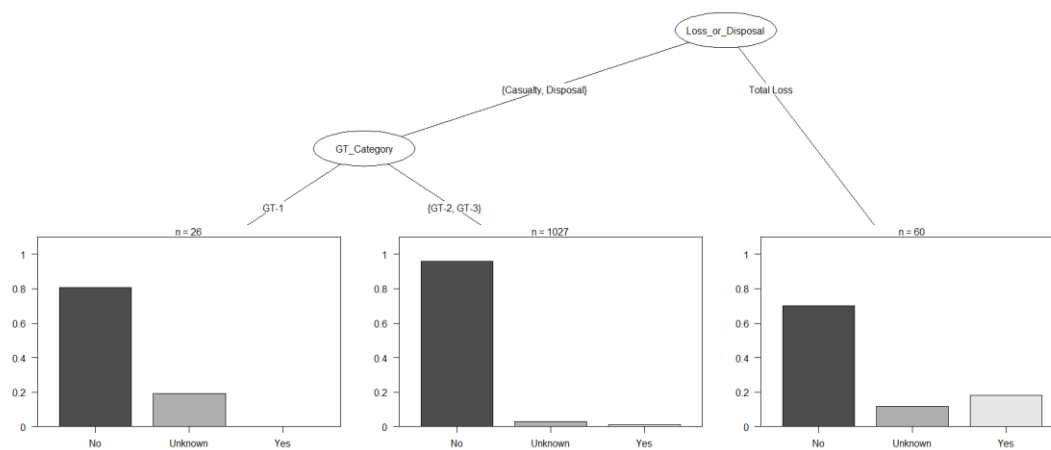 Loss_or_Disposal
{Casualty, Disposal}
Total Loss
GT_Category
GT-1
{GT-2, GT-3}
n = 26
1
0.8
0.6
0.4
0.2
0
No Unknown Yes
n = 1027
1
0.8
0.6
0.4
0.2
0
No Unknown Yes
n = 60
1
0.8
0.6
0.4
0.2
0
No Unknown Yes